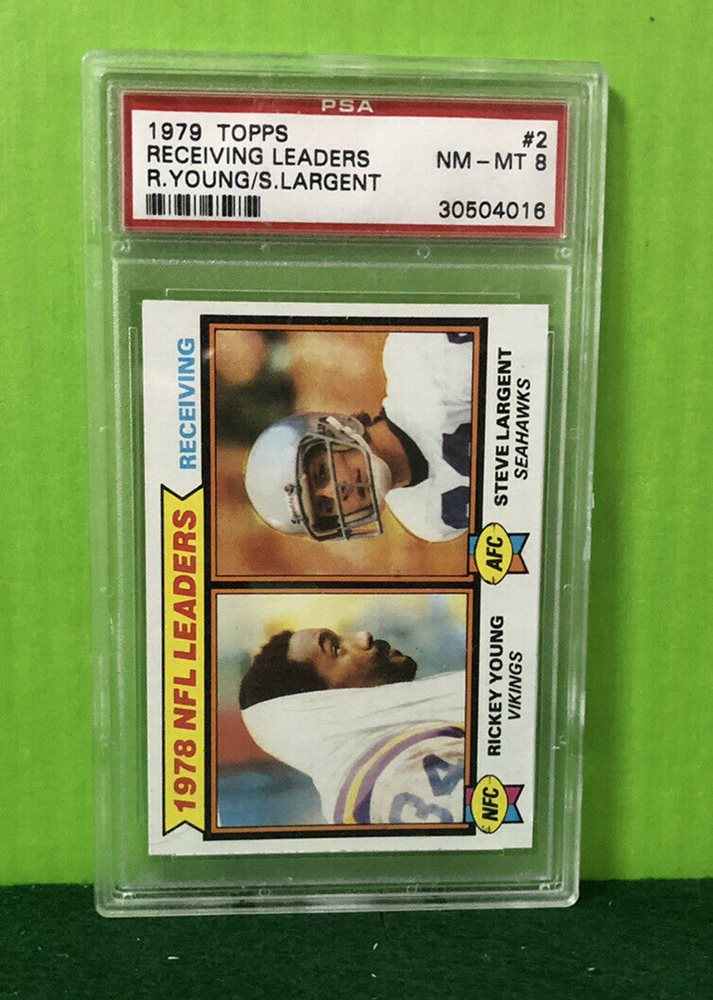 PSA
1979 TOPPS
#2
RECEIVING LEADERS
NM-MT 8
R.YOUNG/S.LARGENT
30504016
1978 NFL LEADERS
RECEIVING
34
NFC
RICKEY YOUNG
VIKINGS
AFC
STEVE LARGENT
SEAHAWKS